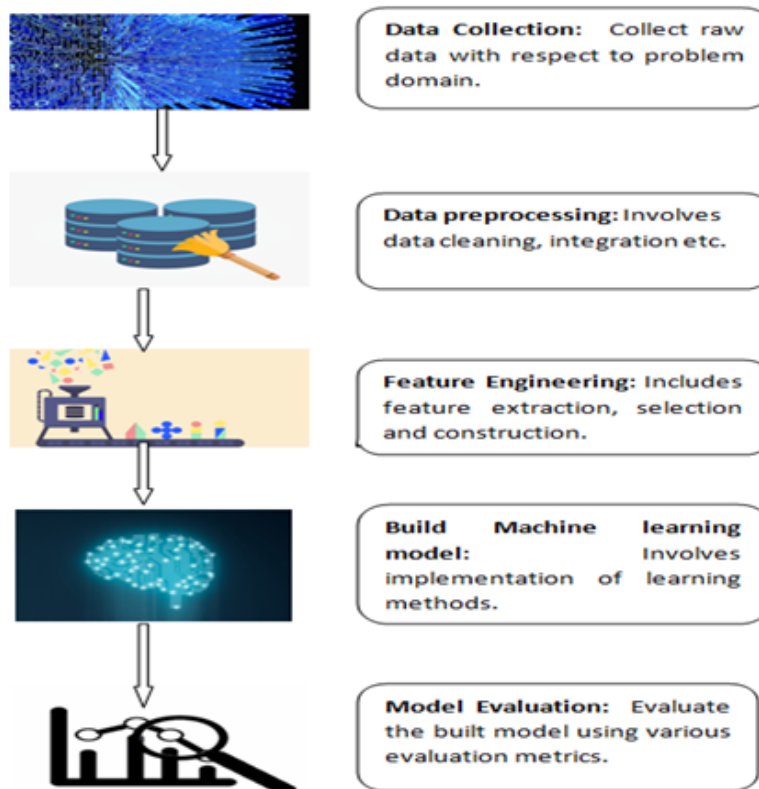 Data Collection: Collect raw
data with respect to problem
domain.
Data preprocessing: Involves
data cleaning, integration etc.
Feature Engineering: Includes
feature extraction, selection
and construction.
Build Machine learning
model: Involves
implementation of learning
methods.
Model Evaluation: Evaluate
the built model using various
evaluation metrics.